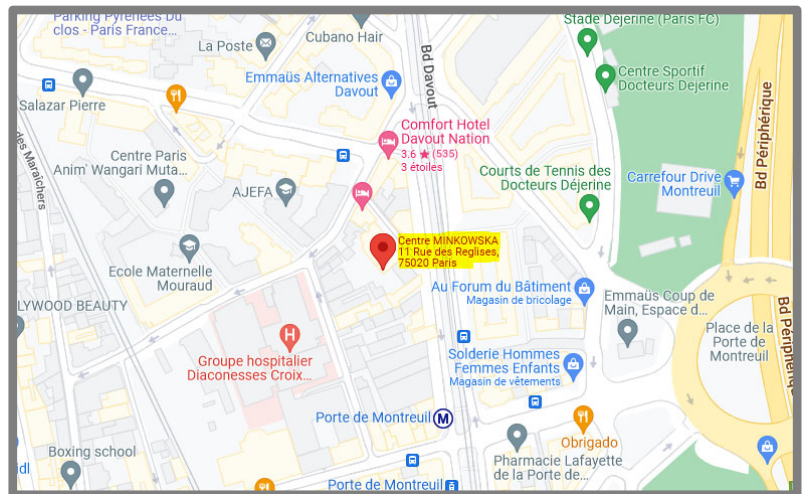 Parking Pyrénées Du
clos - Paris France...
La Poste
Cubano Hair
Stade Déjerine (Paris FC)
Emmaüs Alternatives
Davout
Bd Davout
Centre Sportif
Docteurs Dejerine
Bd Périphérique
Salazar Pierre
des Maraîchers
Comfort Hotel
Davout Nation
3,6 ★ (535)
3 étoiles
Centre Paris
Anim' Wangari Muta...
Courts de Tennis des
Docteurs Déjerine
Carrefour Drive
Montreuil
AJEFA
Centre MINKOWSKA
11 Rue des Reglises,
75020 Paris
Ecole Maternelle
Mouraud
Au Forum du Bâtiment
Magasin de bricolage
Emmaüs Coup de
Main, Espace d...
LYWOOD BEAUTY
H
Groupe hospitalier
Diaconesses Croix...
Solderie Hommes
Femmes Enfants
Magasin de vêtements
Place de la
Porte de
Montreuil
Bd Périphérique
Porte de Montreuil M
Obrigado
Boxing school
Pharmacie Lafayette
de la Porte de...
idl
Porte de Montreuil